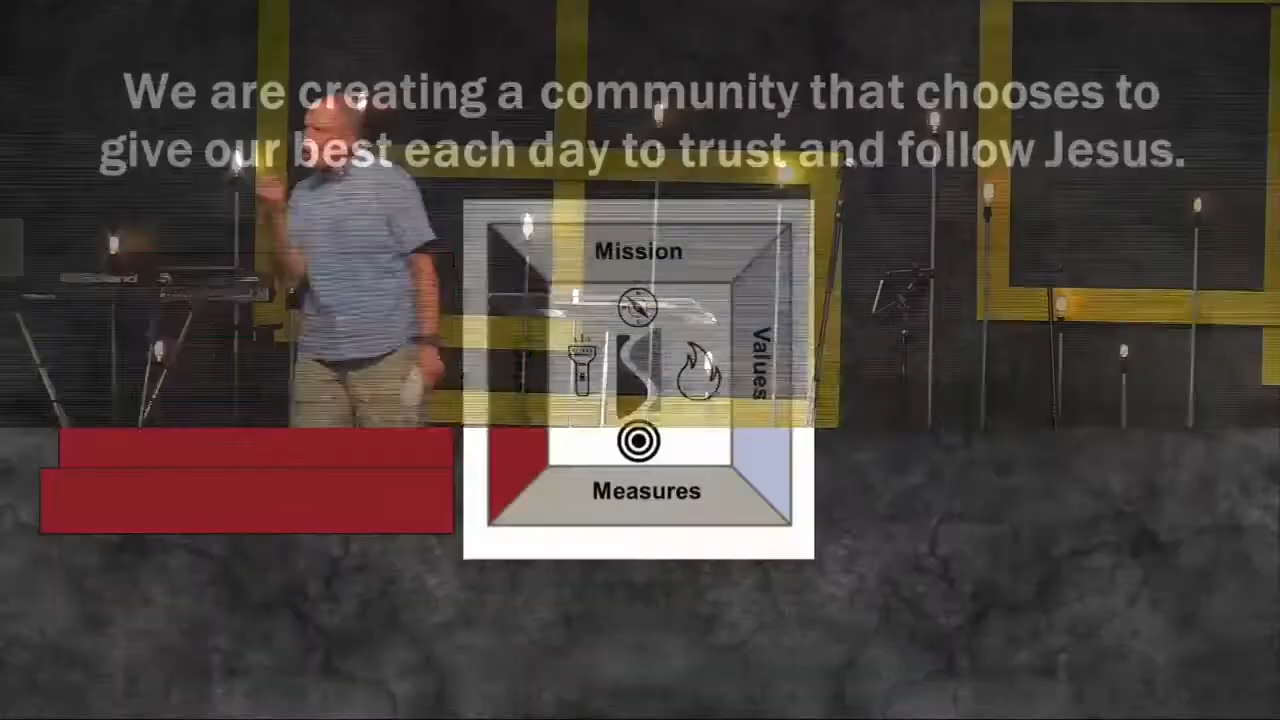 We are creating a community that chooses to
give our best each day to trust and follow Jesus.
Mission
Values
Measures